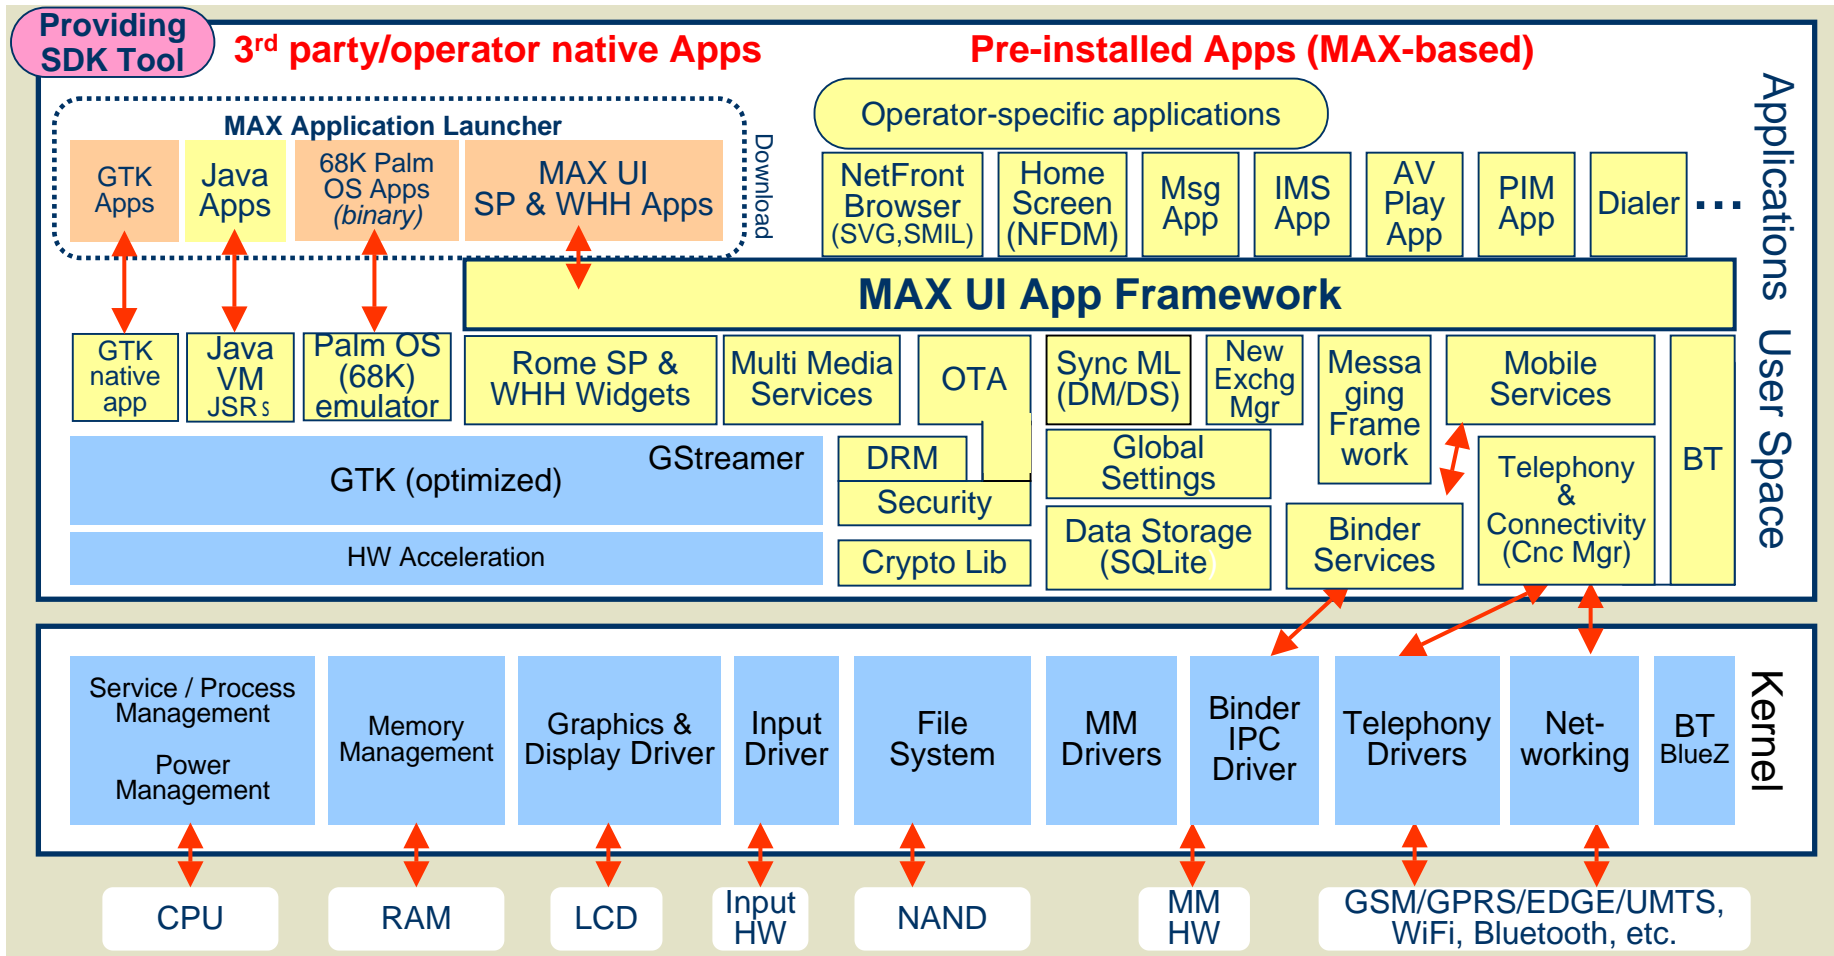 Providing
SDK Tool
3rd party/operator native Apps
Pre-installed Apps (MAX-based)
MAX Application Launcher
Download
GTK
Apps
Java
Apps
68K Palm
OS Apps
(binary)
MAX UI
SP & WHH Apps
Operator-specific applications
NetFront
Browser
(SVG,SMIL)
Home
Screen
(NFDM)
Msg
App
IMS
App
AV
Play
App
PIM
App
Dialer
...
Applications
MAX UI App Framework
GTK
native
app
Java
VM
JSRs
Palm OS
(68K)
emulator
Rome SP &
WHH Widgets
Multi Media
Services
OTA
Sync ML
(DM/DS)
New
Exchg
Mgr
Messa
ging
Frame
work
Mobile
Services
BT
User Space
GStreamer
GTK (optimized)
HW Acceleration
DRM
Security
Crypto Lib
Global
Settings
Data Storage
(SQLite)
Binder
Services
Telephony
&
Connectivity
(Cnc Mgr)
Service / Process
Management
Power
Management
Memory
Management
Graphics &
Display Driver
Input
Driver
File
System
MM
Drivers
Binder
IPC
Driver
Telephony
Drivers
Net-
working
BT
BlueZ
Kernel
CPU
RAM
LCD
Input
HW
NAND
MM
HW
GSM/GPRS/EDGE/UMTS,
WiFi, Bluetooth, etc.